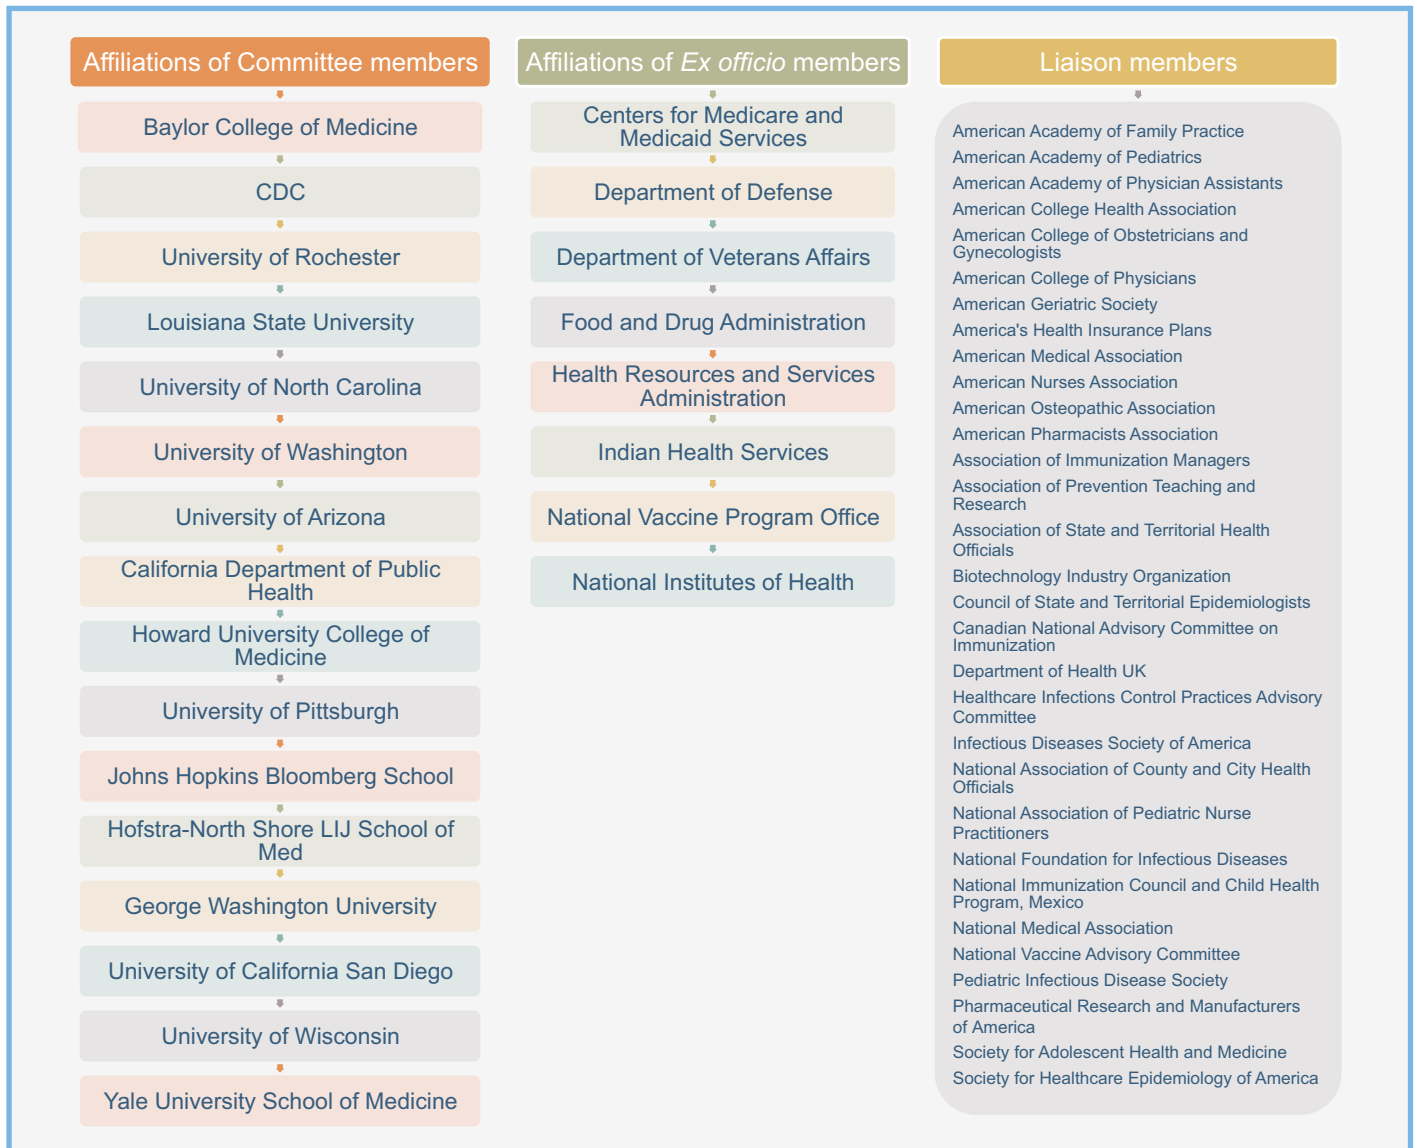 Affiliations of Committee members
Baylor College of Medicine
CDC
University of Rochester
Louisiana State University
University of North Carolina
University of Washington
University of Arizona
California Department of Public
Health
Howard University College of
Medicine
University of Pittsburgh
Johns Hopkins Bloomberg School
Hofstra-North Shore LIJ School of
Med
George Washington University
University of California San Diego
University of Wisconsin
Yale University School of Medicine
Affiliations of Ex officio members
Centers for Medicare and
Medicaid Services
Department of Defense
Department of Veterans Affairs
Food and Drug Administration
Health Resources and Services
Administration
Indian Health Services
National Vaccine Program Office
National Institutes of Health
Liaison members
American Academy of Family Practice
American Academy of Pediatrics
American Academy of Physician Assistants
American College Health Association
American College of Obstetricians and
Gynecologists
American College of Physicians
American Geriatric Society
America's Health Insurance Plans
American Medical Association
American Nurses Association
American Osteopathic Association
American Pharmacists Association
Association of Immunization Managers
Association of Prevention Teaching and
Research
Association of State and Territorial Health
Officials
Biotechnology Industry Organization
Council of State and Territorial Epidemiologists
Canadian National Advisory Committee on
Immunization
Department of Health UK
Healthcare Infections Control Practices Advisory
Committee
Infectious Diseases Society of America
National Association of County and City Health
Officials
National Association of Pediatric Nurse
Practitioners
National Foundation for Infectious Diseases
National Immunization Council and Child Health
Program, Mexico
National Medical Association
National Vaccine Advisory Committee
Pediatric Infectious Disease Society
Pharmaceutical Research and Manufacturers
of America
Society for Adolescent Health and Medicine
Society for Healthcare Epidemiology of America